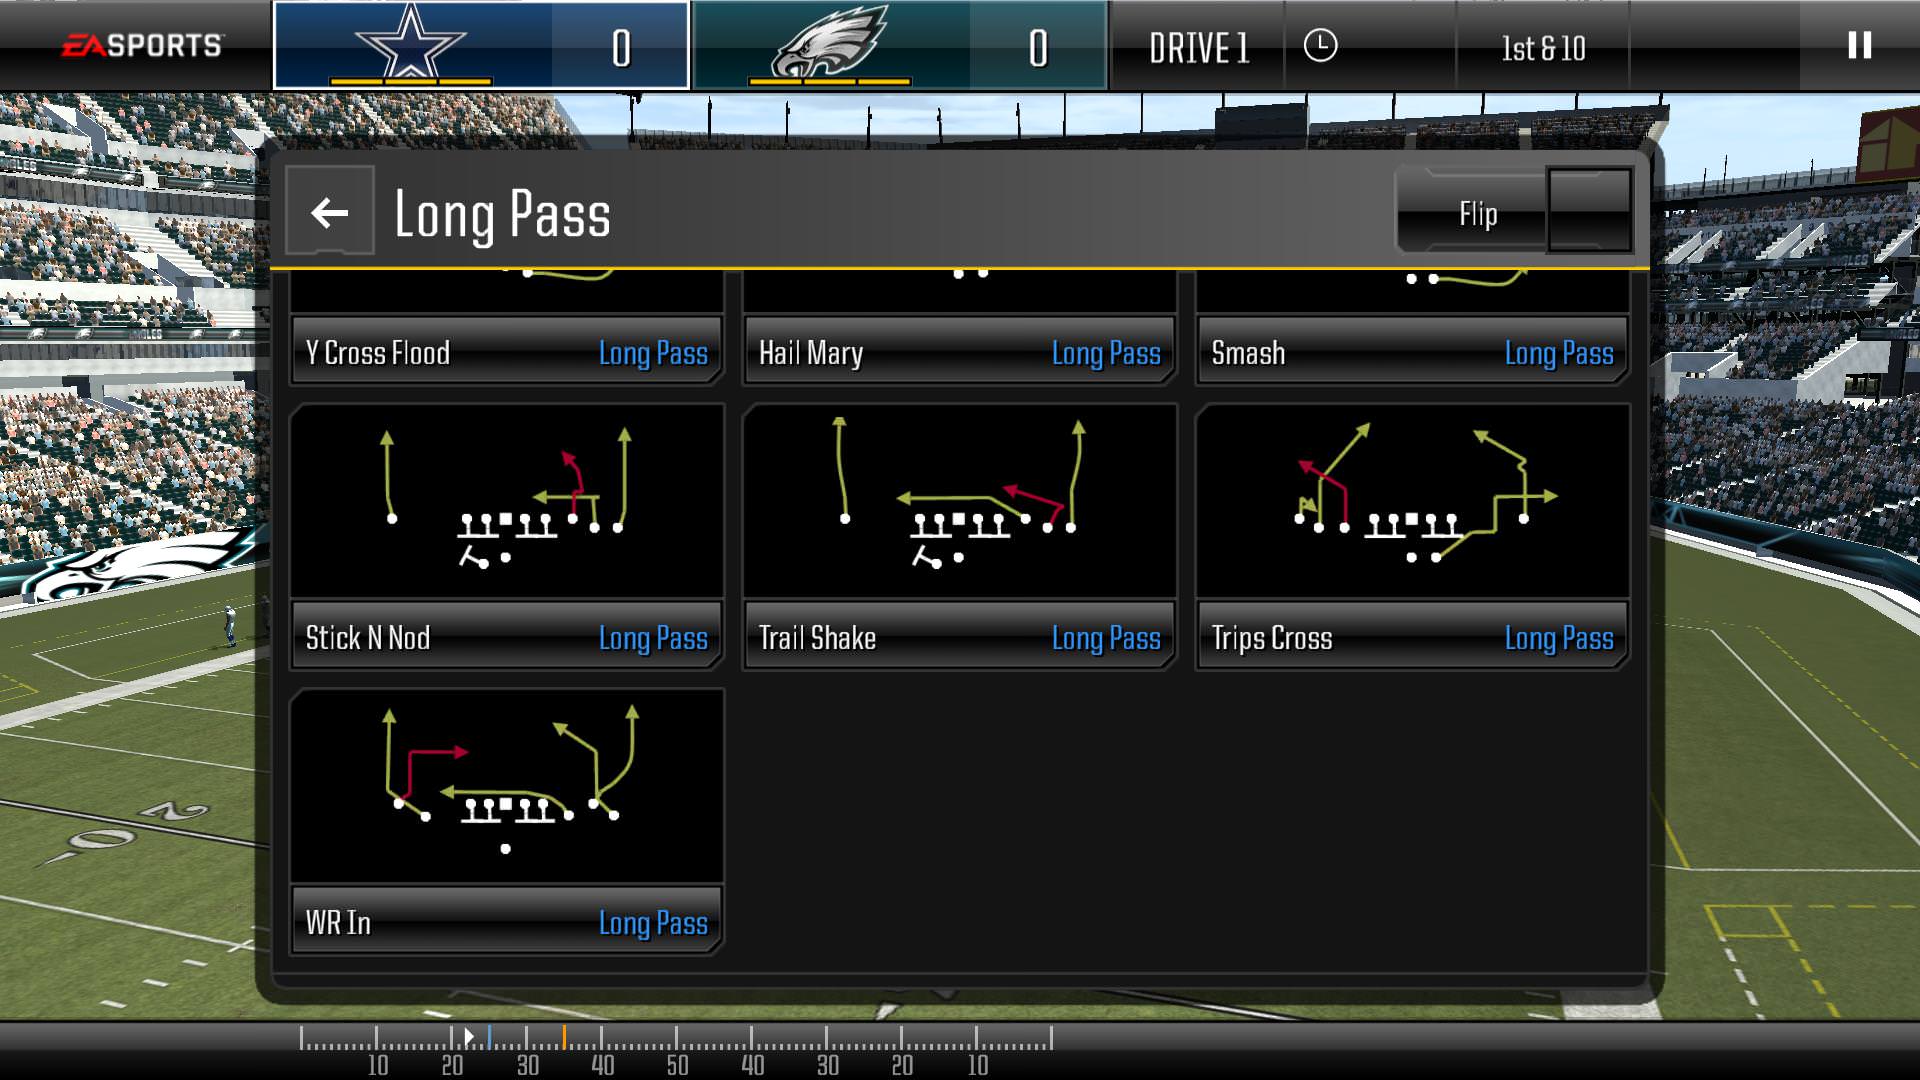 EA SPORTS
0
0
DRIVE 1
1st & 10
Long Pass
Flip
Y Cross Flood Long Pass
Hail Mary Long Pass
Smash Long Pass
Stick N Nod Long Pass
Trail Shake Long Pass
Trips Cross Long Pass
WR In Long Pass
20
10 20 30 40 50 40 30 20 10